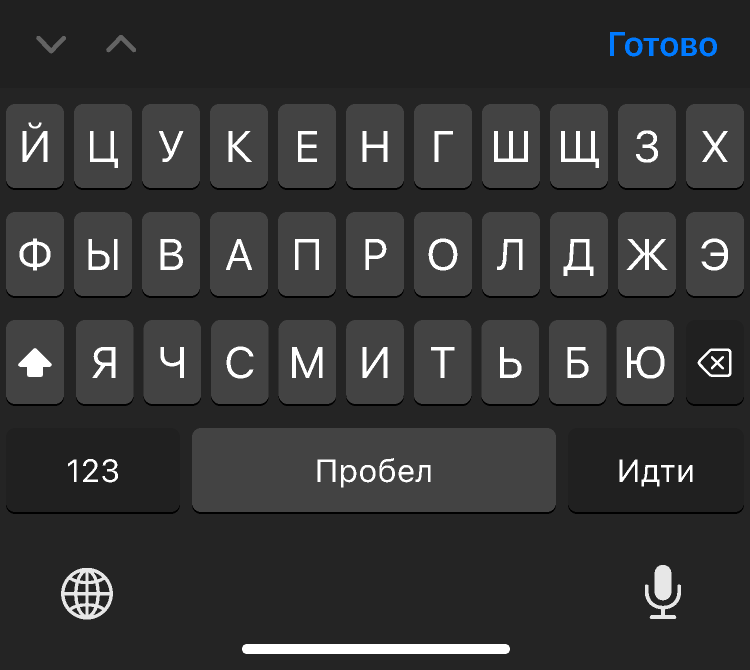 Готово
Й Ц У К Е Н Г Ш Щ З Х
Ф Ы В А П Р О Л Д Ж Э
Я Ч С М И Т Ь Б Ю
123 Пробел Идти